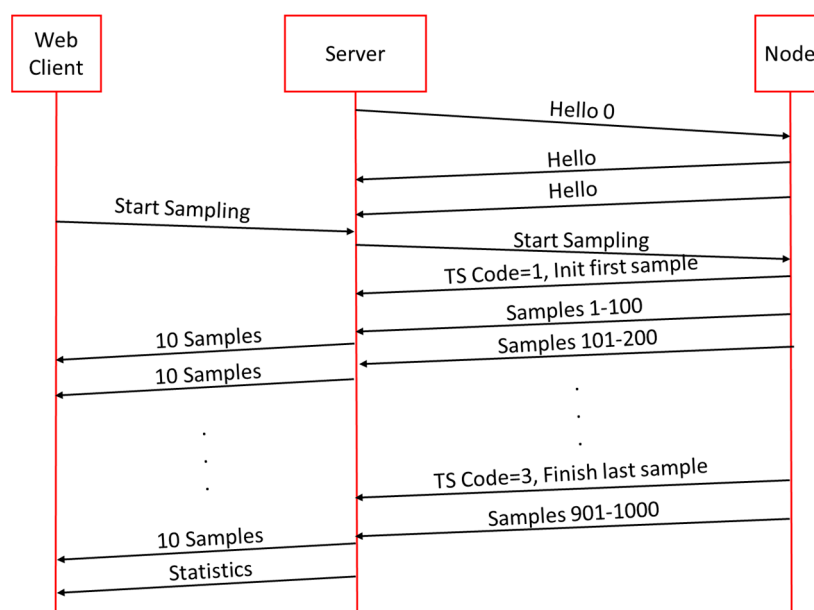 Web
Client
Server
Node
Hello 0
Hello
Hello
Start Sampling
Start Sampling
TS Code=1, Init first sample
Samples 1-100
10 Samples
Samples 101-200
10 Samples
TS Code=3, Finish last sample
Samples 901-1000
10 Samples
Statistics